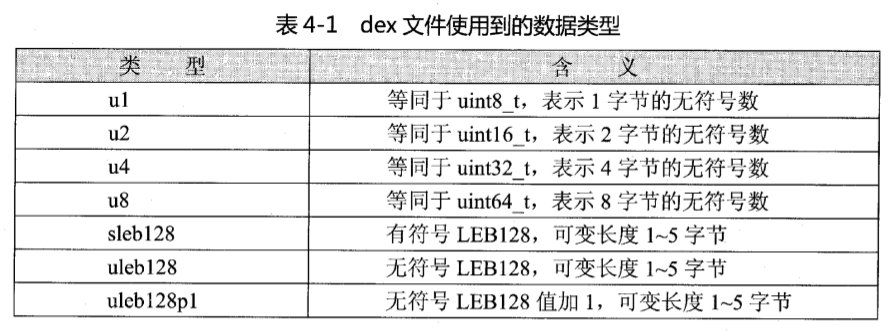 表 4-1 dex 文件使用到的数据类型
类 型 含 义
u1 等同于 uint8_t，表示 1 字节的无符号数
u2 等同于 uint16_t，表示 2 字节的无符号数
u4 等同于 uint32_t，表示 4 字节的无符号数
u8 等同于 uint64_t，表示 8 字节的无符号数
sleb128 有符号 LEB128，可变长度 1~5 字节
uleb128 无符号 LEB128，可变长度 1~5 字节
uleb128p1 无符号 LEB128 值加 1，可变长度 1~5 字节